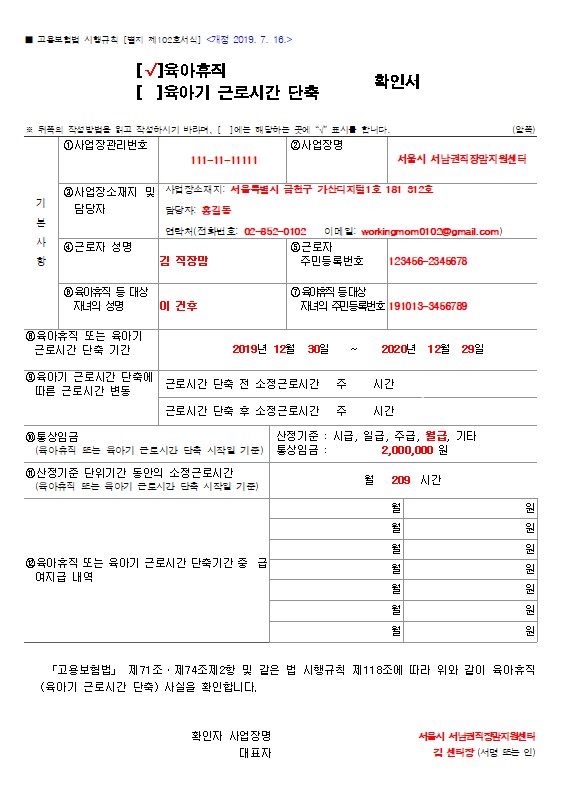 ■ 고용보험법 시행규칙 [별지 제102호서식] <개정 2019. 7. 16.>
[√]육아휴직
[ ]육아기 근로시간 단축
확인서
※ 뒤쪽의 작성방법을 읽고 작성하시기 바라며, [ ]에는 해당하는 곳에 "√" 표시를 합니다. (앞쪽)
기본사항
①사업장관리번호 111-11-11111 ②사업장명 서울시 서남권직장맘지원센터
③사업장소재지 및 담당자
사업장소재지: 서울특별시 금천구 가산디지털1로 181 312호
담당자: 홍길동
연락처(전화번호: 02-852-0102 이메일: workingmom0102@gmail.com)
④근로자 성명 김 직장맘 ⑤근로자 주민등록번호 123456-2345678
⑥육아휴직 등 대상 자녀의 성명 이 건후 ⑦육아휴직 등대상 자녀의 주민등록번호 191013-3456789
⑧육아휴직 또는 육아기 근로시간 단축 기간 2019년 12월 30일 ~ 2020년 12월 29일
⑨육아기 근로시간 단축에 따른 근로시간 변동
근로시간 단축 전 소정근로시간 주 시간
근로시간 단축 후 소정근로시간 주 시간
⑩통상임금
(육아휴직 또는 육아기 근로시간 단축 시작일 기준)
산정기준 : 시급, 일급, 주급, 월급, 기타
통상임금 : 2,000,000 원
⑪산정기준 단위기간 동안의 소정근로시간
(육아휴직 또는 육아기 근로시간 단축 시작일 기준)
월 209 시간
⑫육아휴직 또는 육아기 근로시간 단축기간 중 급여지급 내역
월 원
월 원
월 원
월 원
월 원
월 원
월 원
「고용보험법」 제71조ㆍ제74조제2항 및 같은 법 시행규칙 제118조에 따라 위와 같이 육아휴직
(육아기 근로시간 단축) 사실을 확인합니다.
확인자 사업장명 서울시 서남권직장맘지원센터
대표자 김 센터장 (서명 또는 인)